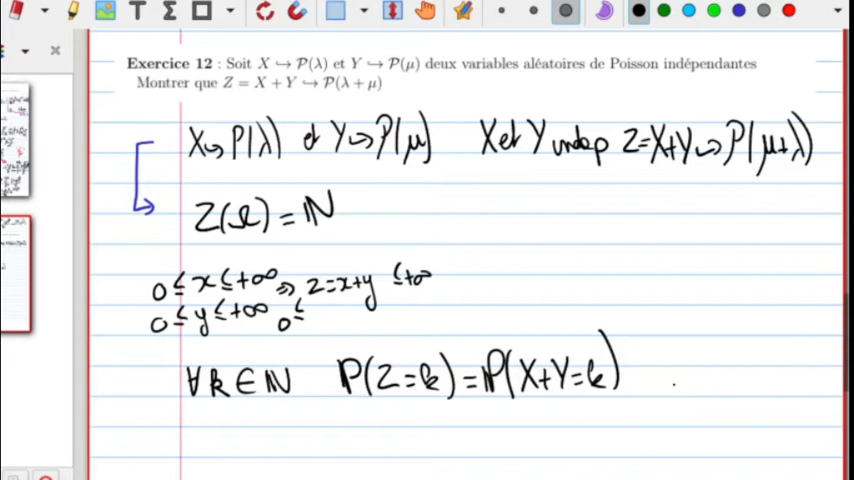 Exercice 12 : Soit X ↪ P(λ) et Y ↪ P(μ) deux variables aléatoires de Poisson indépendantes
Montrer que Z = X + Y ↪ P(λ + μ)
X ↪ P(λ) et Y ↪ P(μ) X et Y indep Z = X + Y ↪ P(μ + λ)
Z(Ω) = ℕ
0 ≤ x ≤ +∞ ⇒ z = x + y ≤ +∞
0 ≤ y ≤ +∞ 0 ≤
∀ k ∈ ℕ ℙ(Z = k) = ℙ(X + Y = k)